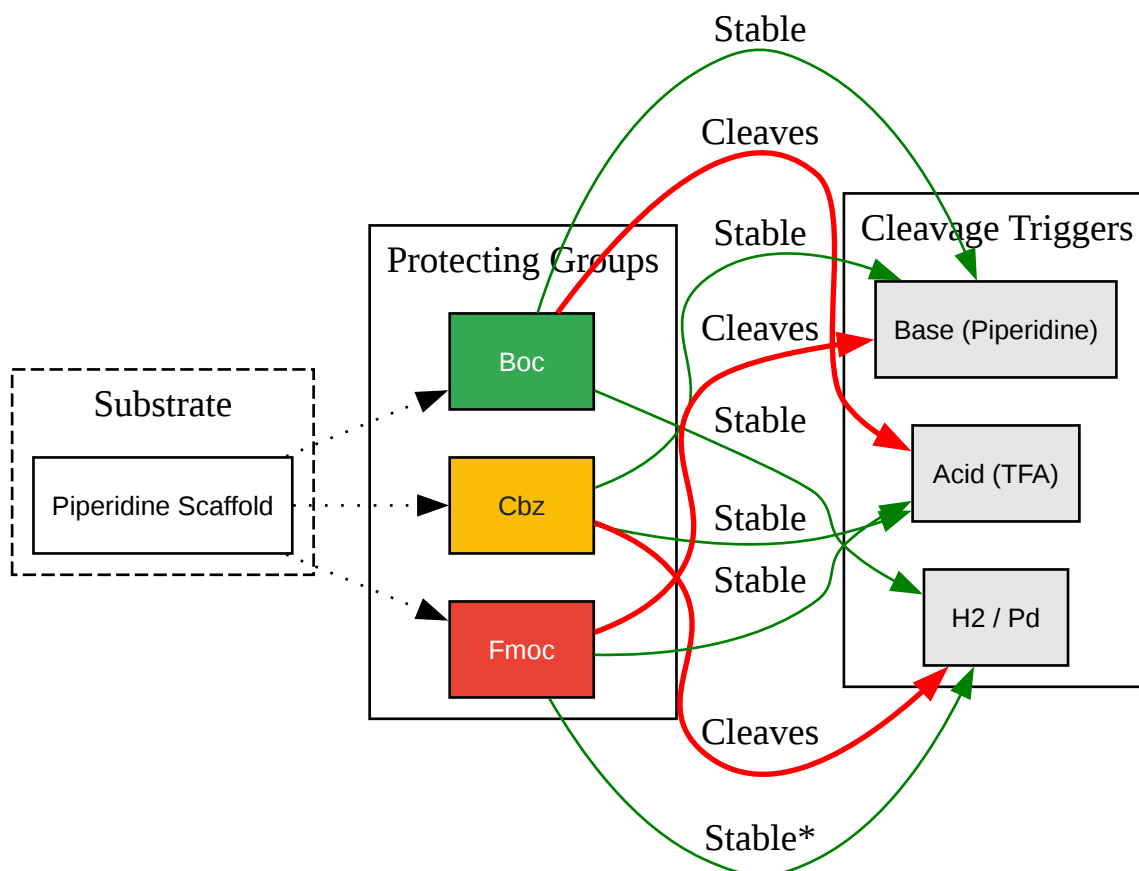 Stable
Cleaves
Cleavage Triggers
Stable
Protecting Groups
Base (Piperidine)
Cleaves
Boc
Substrate
Stable
Acid (TFA)
Piperidine Scaffold
Cbz
Stable
Stable
H2 / Pd
Fmoc
Cleaves
Stable*